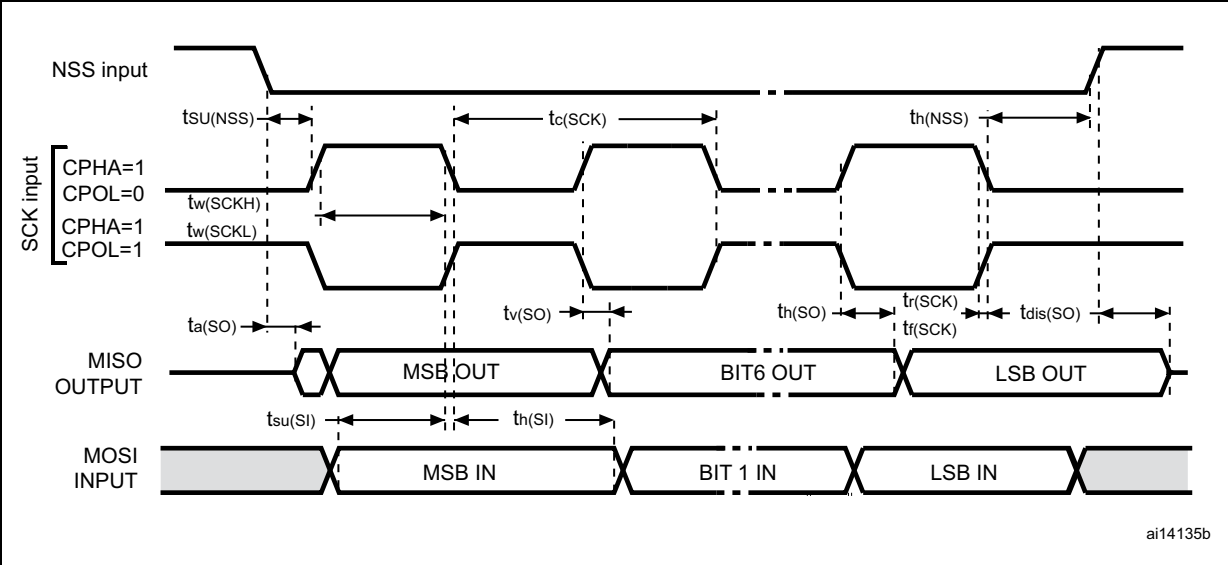 NSS input
tSU(NSS)
tc(SCK)
th(NSS)
SCK input
CPHA=1
CPOL=0
tw(SCKH)
CPHA=1
tw(SCKL)
CPOL=1
ta(SO)
tv(SO)
th(SO)
tr(SCK)
tf(SCK)
tdis(SO)
MISO
OUTPUT
MSB OUT
BIT6 OUT
LSB OUT
tsu(SI)
th(SI)
MOSI
INPUT
MSB IN
BIT 1 IN
LSB IN
ai14135b